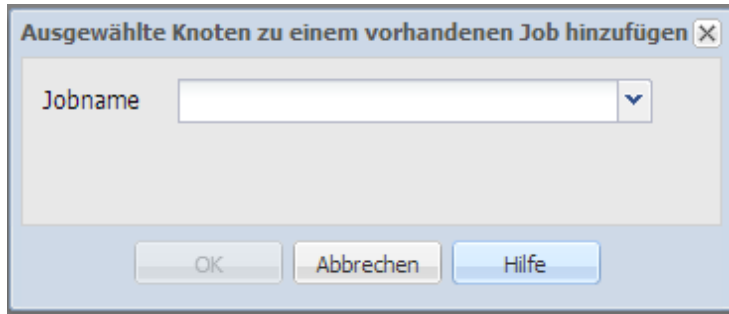 Ausgewählte Knoten zu einem vorhandenen Job hinzufügen
Jobname
OK Abbrechen Hilfe